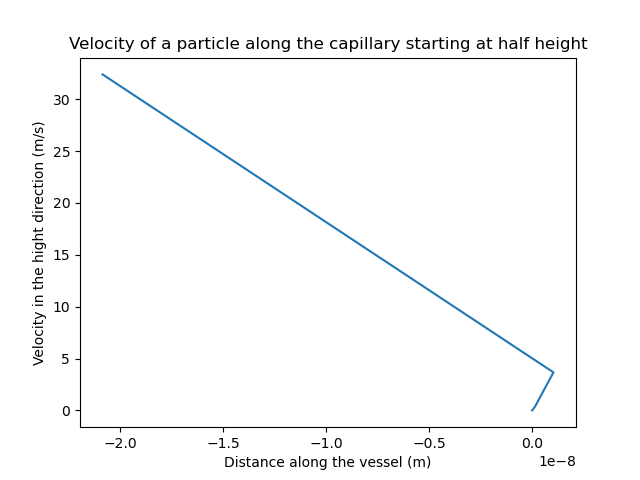 Velocity of a particle along the capillary starting at half height
Velocity in the hight direction (m/s)
30
25
20
15
10
5
0
−2.0 −1.5 −1.0 −0.5 0.0
1e−8
Distance along the vessel (m)